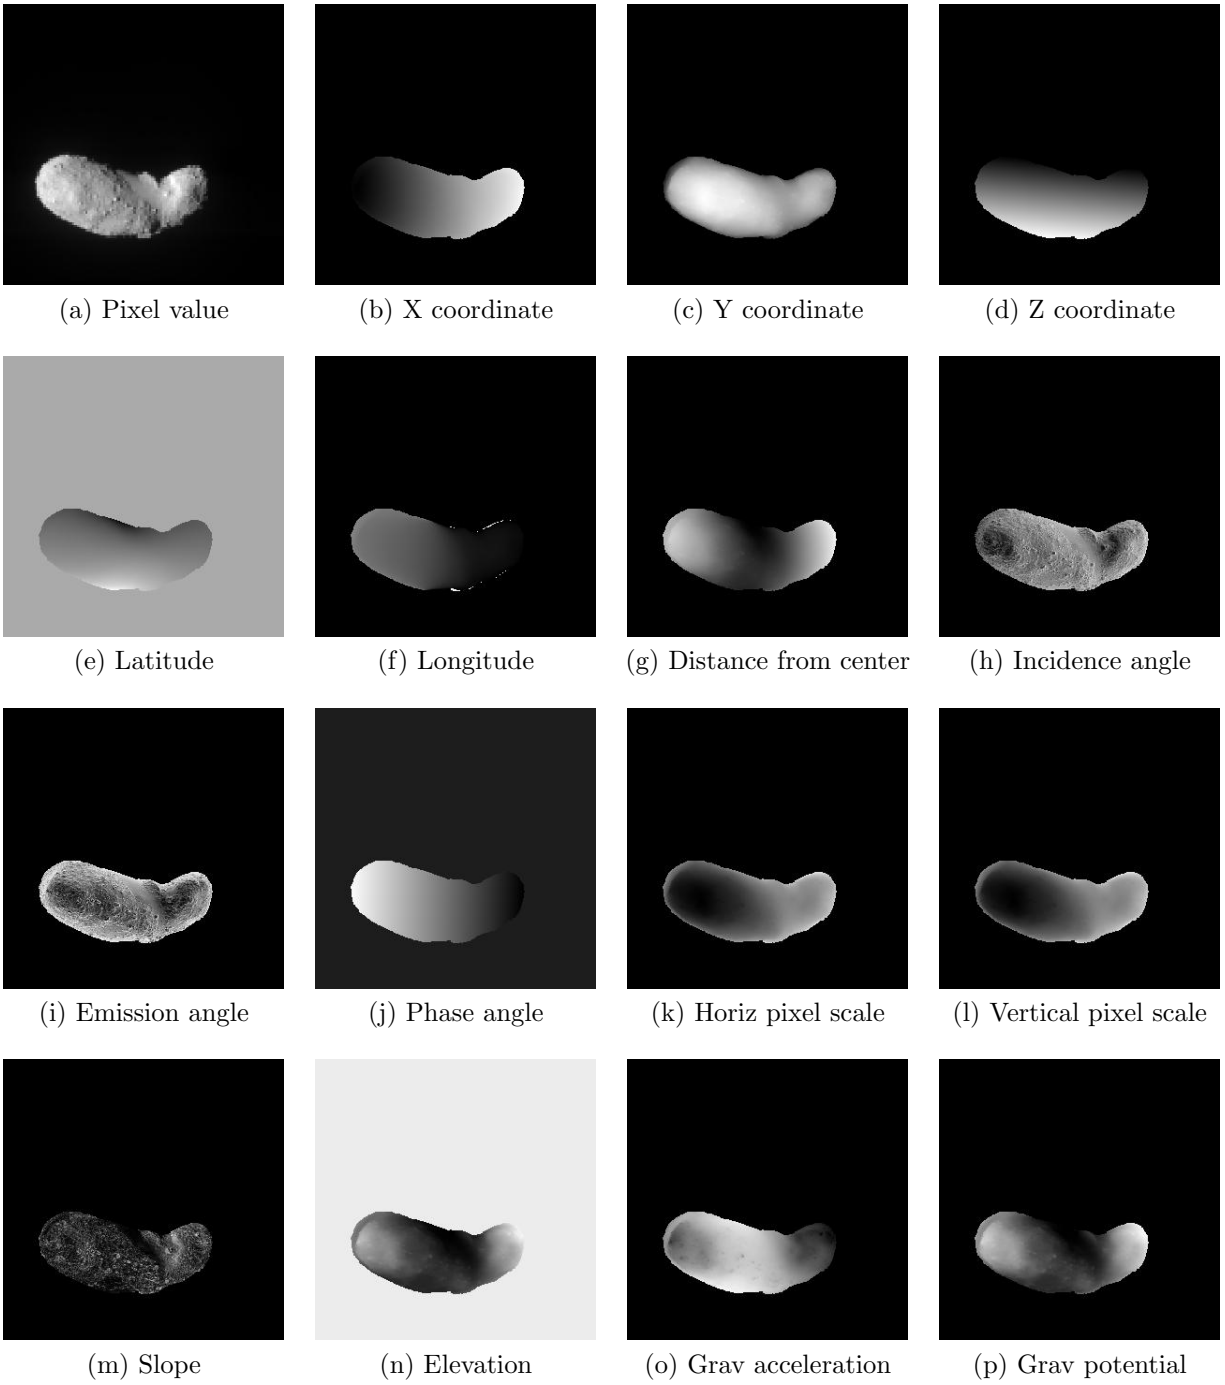 (a) Pixel value
(b) X coordinate
(c) Y coordinate
(d) Z coordinate
(e) Latitude
(f) Longitude
(g) Distance from center
(h) Incidence angle
(i) Emission angle
(j) Phase angle
(k) Horiz pixel scale
(l) Vertical pixel scale
(m) Slope
(n) Elevation
(o) Grav acceleration
(p) Grav potential